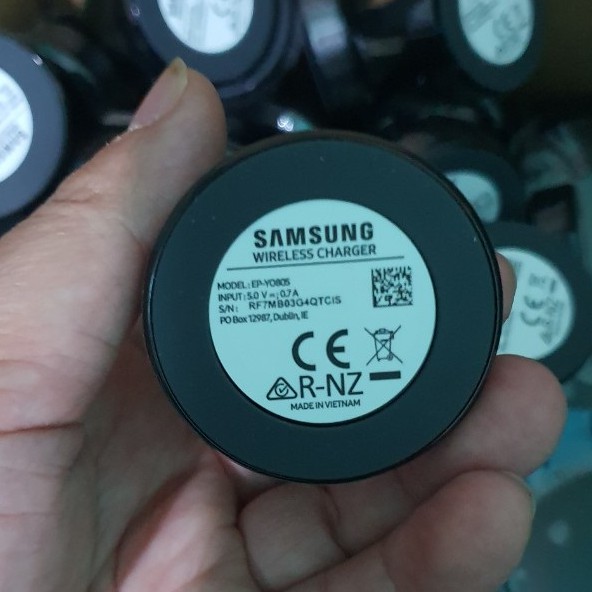 SAMSUNG
WIRELESS CHARGER
MODEL: EP-YO805
INPUT: 5.0 V ⎓; 0.7 A
S/N: RF7MB03G4QTCIS
PO Box 12987, Dublin, IE
CE
R-NZ
MADE IN VIETNAM